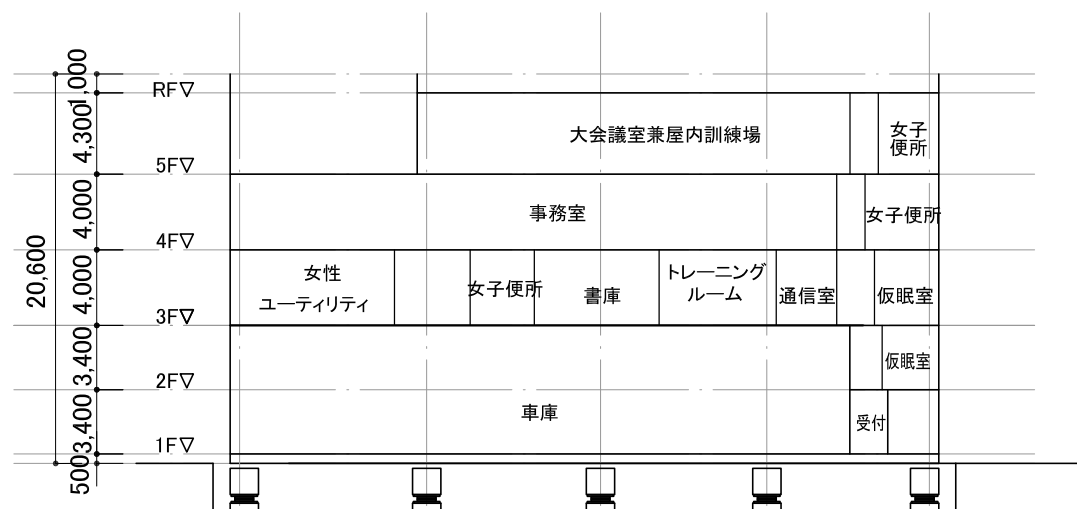 1,000
RF▽
4,300
大会議室兼屋内訓練場
女子
便所
5F▽
4,000
事務室
女子便所
4F▽
20,600
4,000
女性
ユーティリティ
女子便所
書庫
トレーニング
ルーム
通信室
仮眠室
3F▽
3,400
仮眠室
2F▽
3,400
車庫
受付
1F▽
500